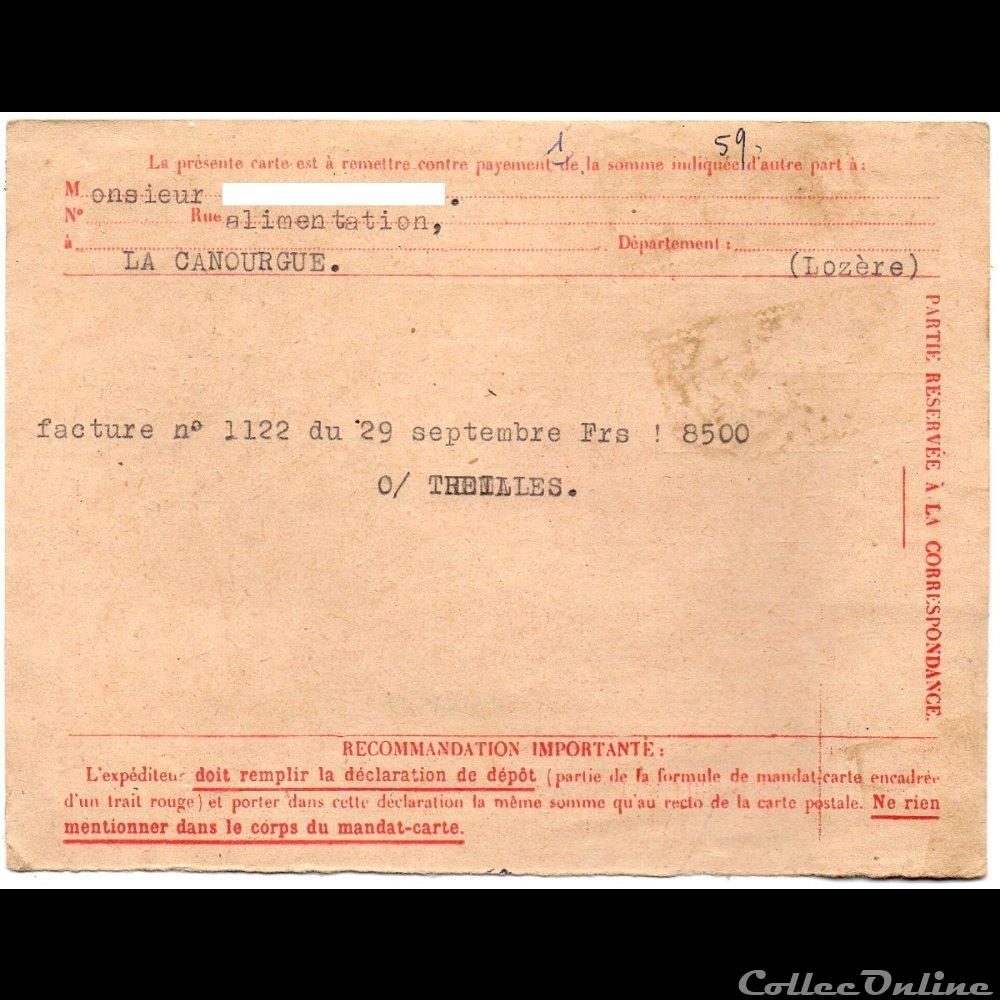 1 59.
La présente carte est à remettre contre payement de la somme indiquée d'autre part à :
Monsieur .
N° Rue alimentation,
à Département :
LA CANOURGUE. (Lozère)
PARTIE RESERVÉE À LA CORRESPONDANCE.
facture n° 1122 du 29 septembre Frs ! 8500
O/
RECOMMANDATION IMPORTANTE :
L'expéditeur doit remplir la déclaration de dépôt (partie de la formule de mandat-carte encadrée
d'un trait rouge) et porter dans cette déclaration la même somme qu'au recto de la carte postale. Ne rien
mentionner dans le corps du mandat-carte.
CollecOnline